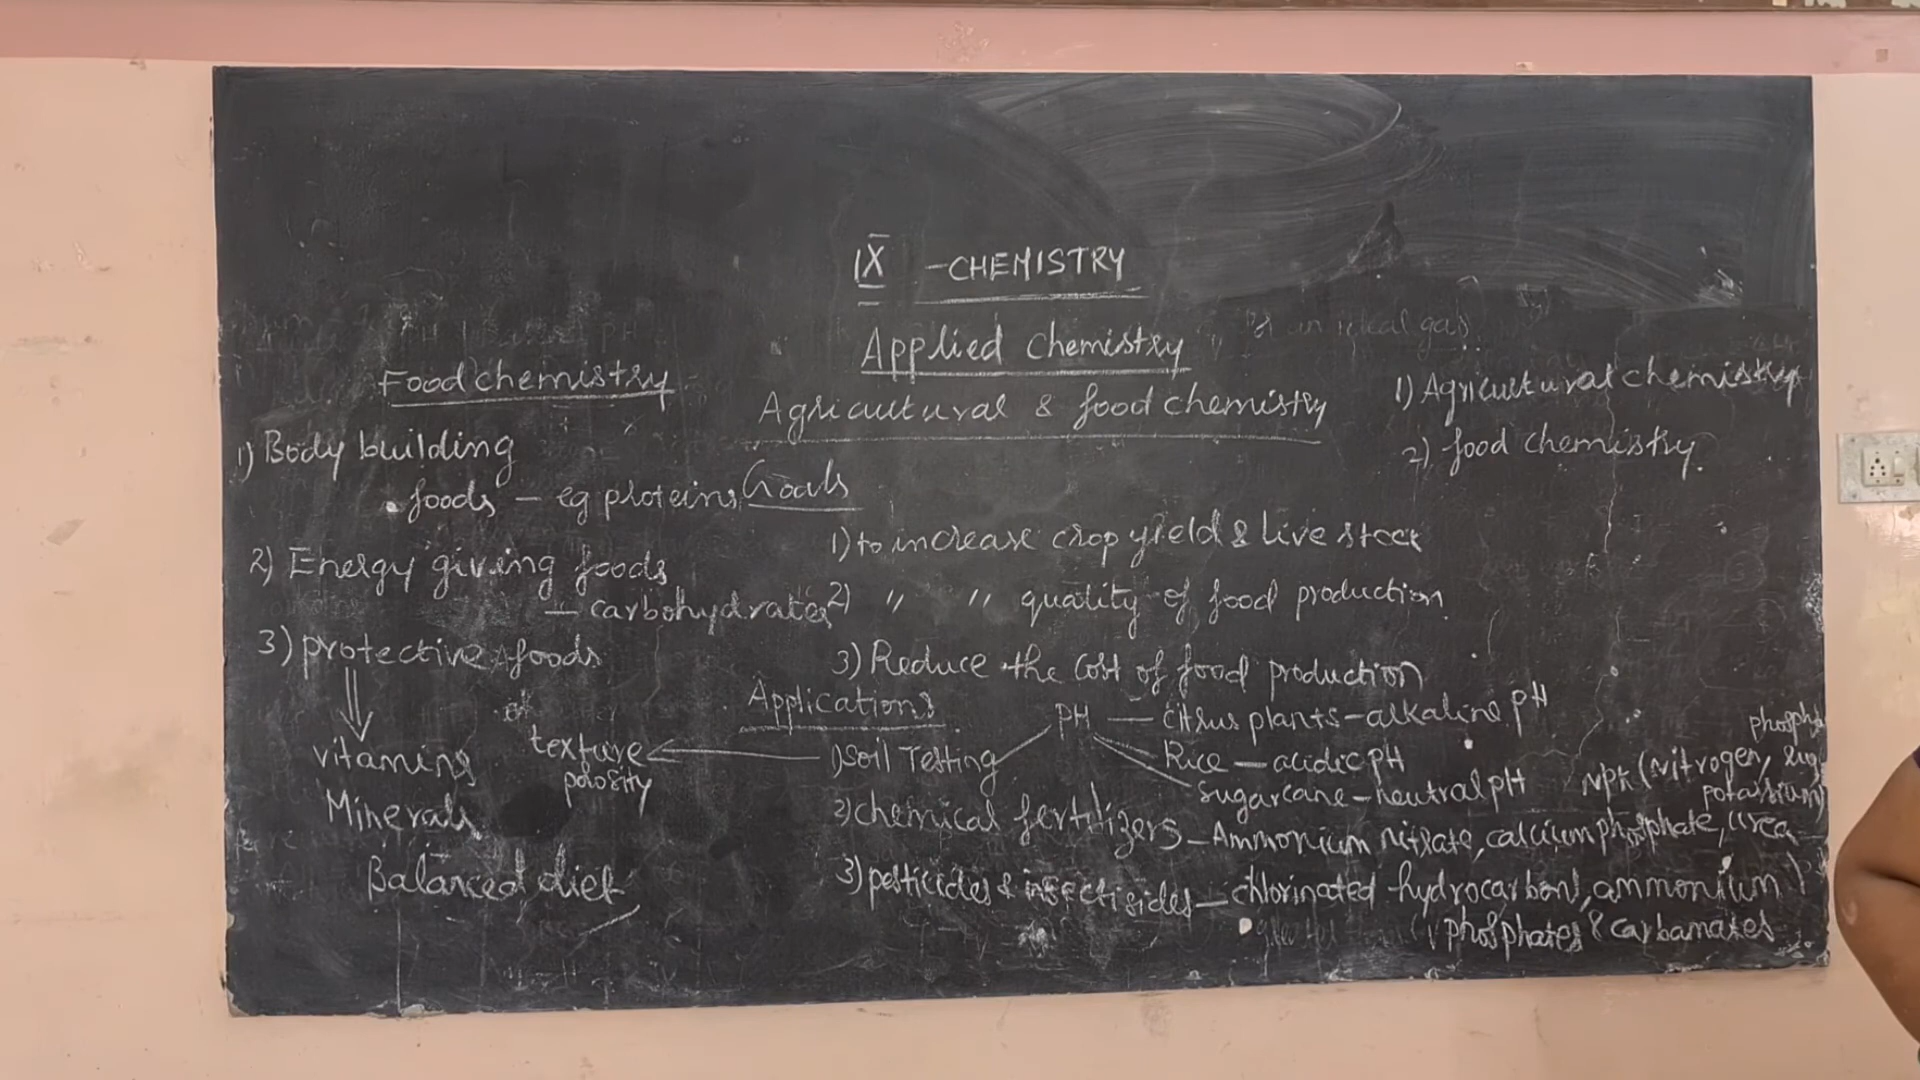 IX - CHEMISTRY
Applied chemistry
Agricultural & food chemistry
1) Agricultural chemistry
2) food chemistry.
Food chemistry
1) Body building
foods - eg proteins
2) Energy giving foods
- carbohydrates
3) protective foods
vitamins
Minerals
Balanced diet
Goals
1) to increase crop yield & Live stock
2) " " quality of food production.
3) Reduce the cost of food production
Applications
1) Soil Testing
texture
polosity
PH - citrus plants - alkaline pH
Rice - acidic pH
sugarcane - neutral pH
NPK (Nitrogen,
potassium)
2) chemical fertilizers - Ammonium nitrate, calcium phosphate, urea
3) pesticides & insectisides - chlorinated hydrocarbons, ammonium
phosphates & carbamates